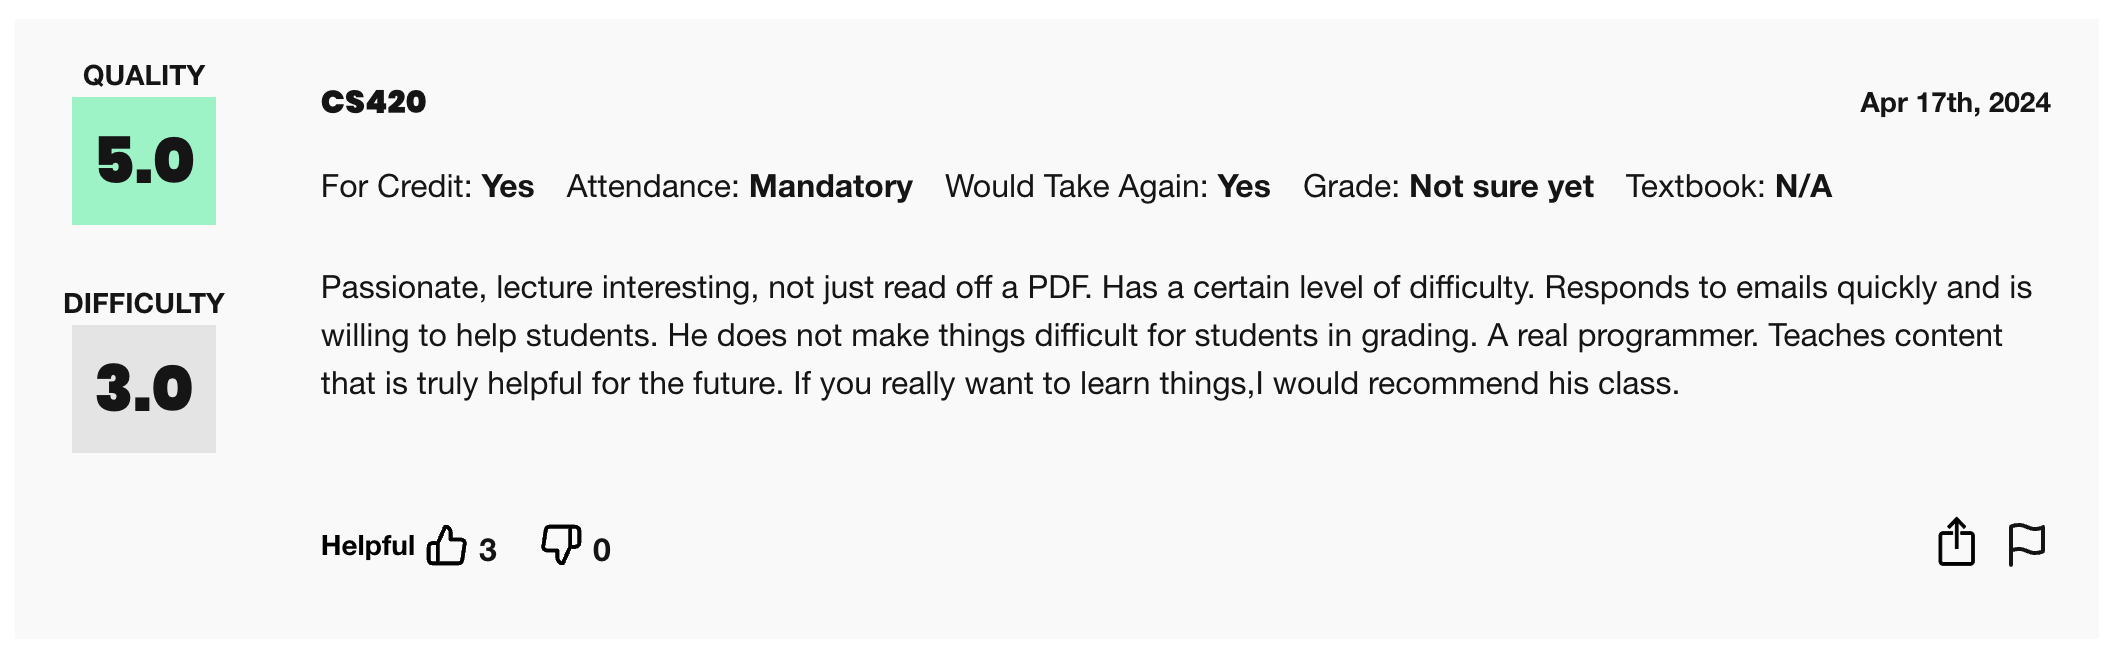 QUALITY
5.0
DIFFICULTY
3.0
CS420
Apr 17th, 2024
For Credit: Yes Attendance: Mandatory Would Take Again: Yes Grade: Not sure yet Textbook: N/A
Passionate, lecture interesting, not just read off a PDF. Has a certain level of difficulty. Responds to emails quickly and is
willing to help students. He does not make things difficult for students in grading. A real programmer. Teaches content
that is truly helpful for the future. If you really want to learn things,I would recommend his class.
Helpful 3 0